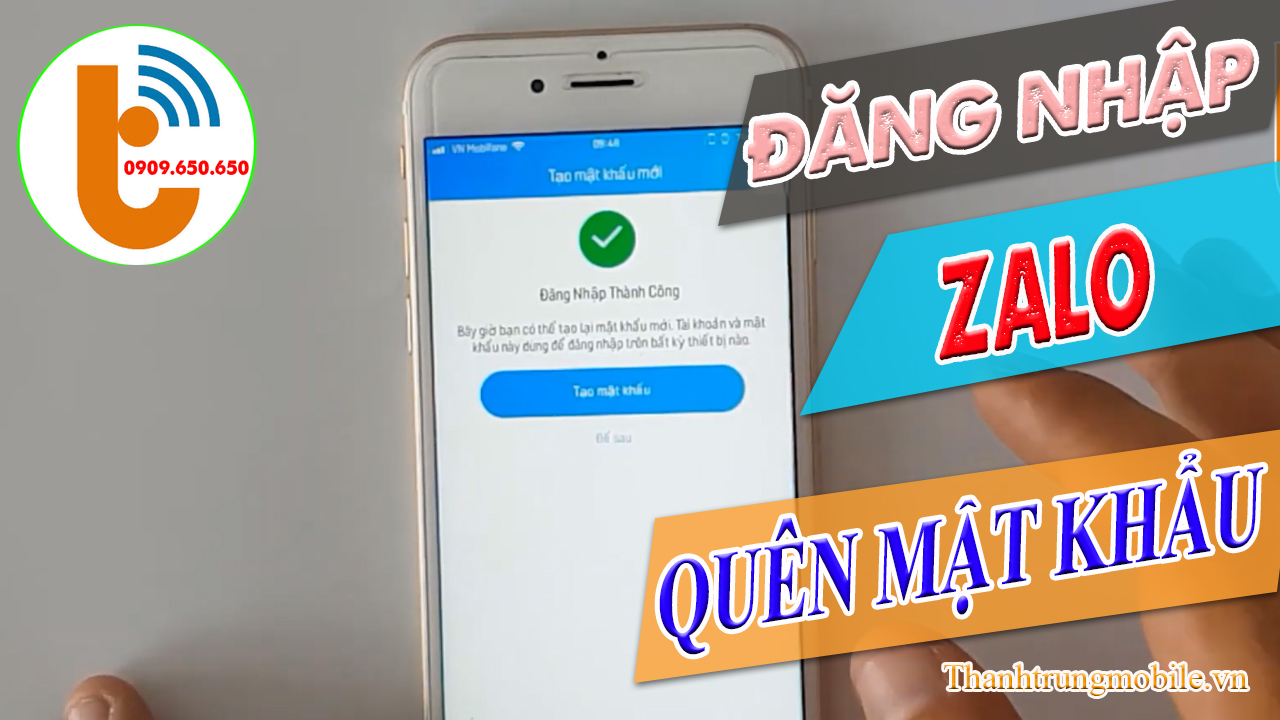 0909.650.650
VN Mobifone
09:48
Tạo mật khẩu mới
Đăng Nhập Thành Công
Bây giờ bạn có thể tạo lại mật khẩu mới. Tài khoản và mật
khẩu này dùng để đăng nhập trên bất kỳ thiết bị nào.
Tạo mật khẩu
Để sau
ĐĂNG NHẬP
ZALO
QUÊN MẬT KHẨU
Thanhtrungmobile.vn